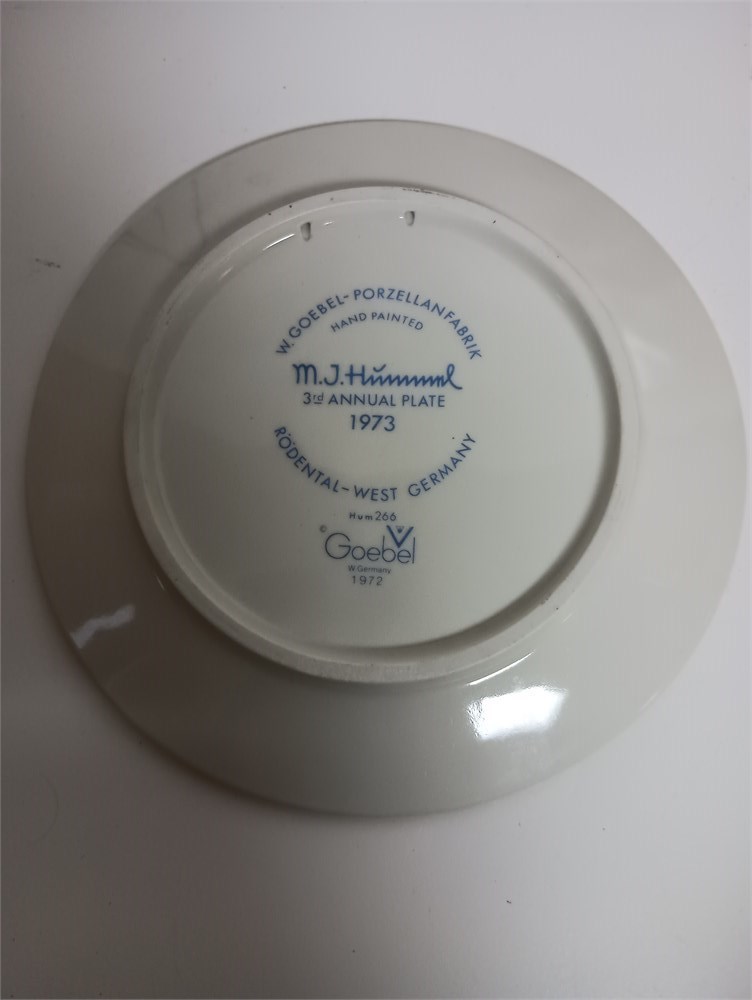 W. GOEBEL-PORZELLANFABRIK
HAND PAINTED
M.J. Hummel
3rd ANNUAL PLATE
1973
RÖDENTAL-WEST GERMANY
Hum 266
© Goebel
W. Germany
1972